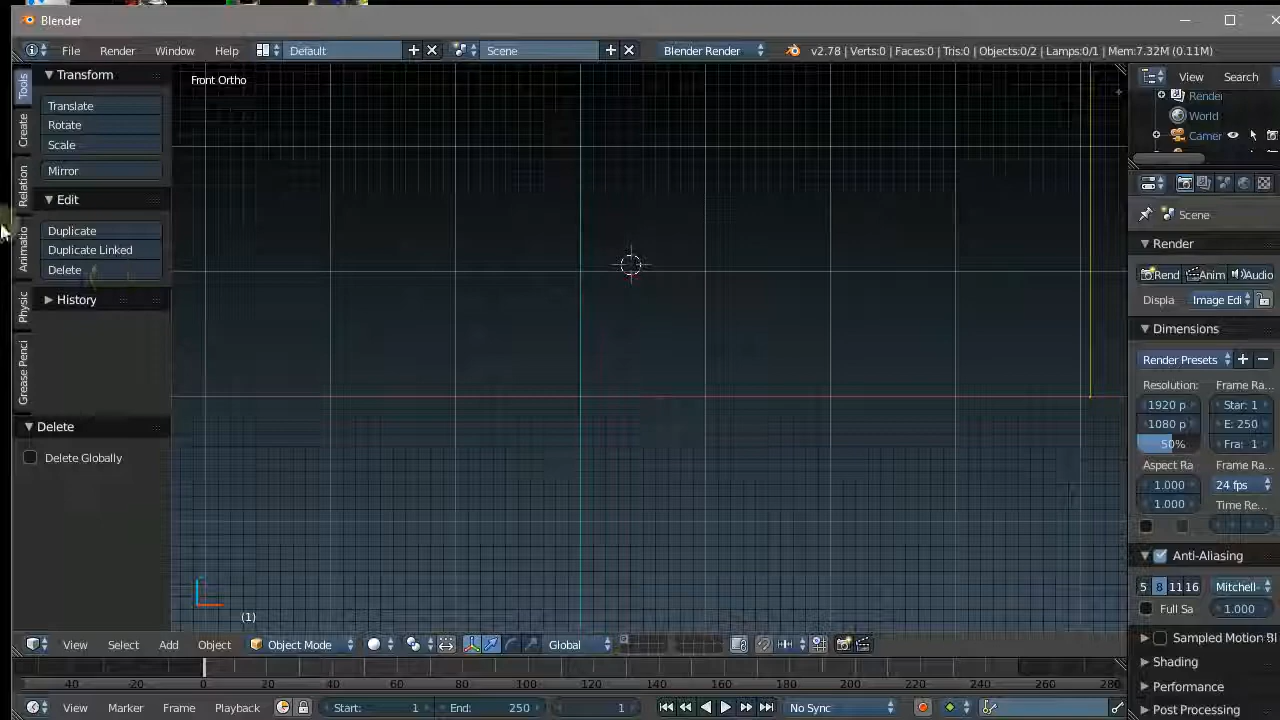 Blender
File Render Window Help Default Scene Blender Render v2.78 | Verts:0 | Faces:0 | Tris:0 | Objects:0/2 | Lamps:0/1 | Mem:7.32M (0.11M)
Tools
Create
Relation
Animatio
Physic
Grease Penci
Transform
Translate
Rotate
Scale
Mirror
Edit
Duplicate
Duplicate Linked
Delete
History
Delete
Delete Globally
Front Ortho
(1)
View Search
Render
World
Camer
Scene
Render
Rend Anim Audio
Displa Image Edi
Dimensions
Render Presets
Resolution: Frame Ra...
1920 p Star: 1
1080 p E: 250
50% Fra: 1
Aspect Ra Frame Ra...
1.000 24 fps
1.000 Time Re...
Anti-Aliasing
5 8 11 16 Mitchell-
Full Sa 1.000
Sampled Motion Bl
Shading
Performance
Post Processing
View Select Add Object Object Mode Global
40 -20 0 20 40 60 80 100 120 140 160 180 200 220 240 260 280
View Marker Frame Playback Start: 1 End: 250 1 No Sync